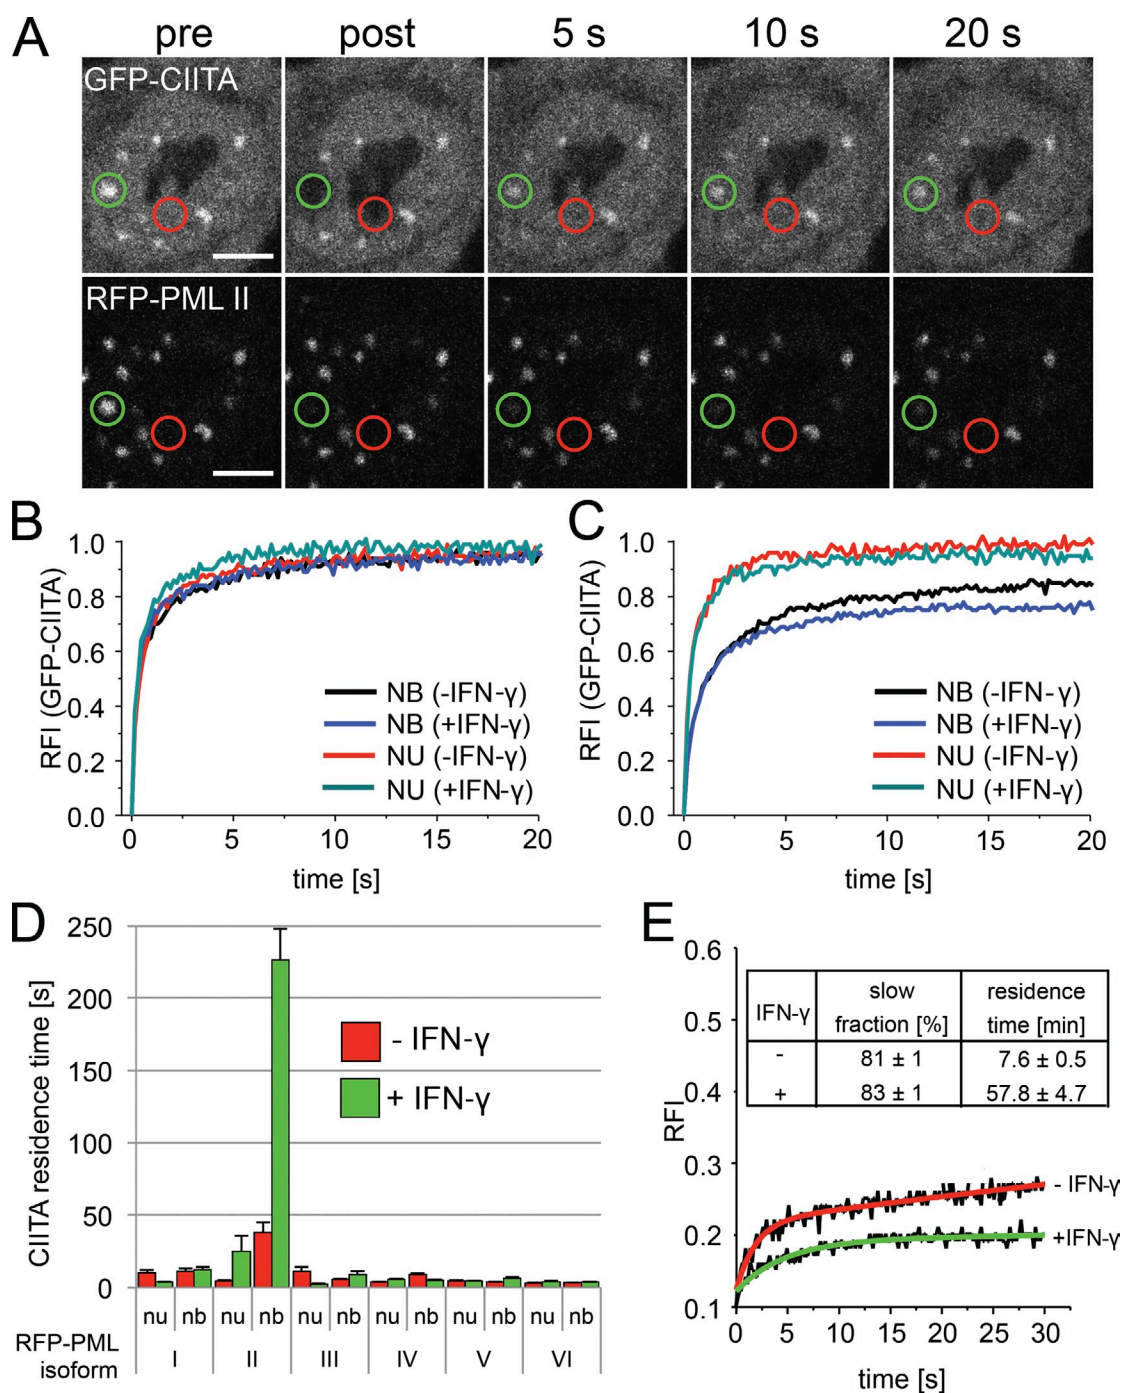 A
pre post 5 s 10 s 20 s
GFP-CIITA
RFP-PML II
B
RFI (GFP-CIITA)
1.0
0.8
0.6
0.4
0.2
0.0
NB (-IFN-γ)
NB (+IFN-γ)
NU (-IFN-γ)
NU (+IFN-γ)
0 5 10 15 20
time [s]
C
RFI (GFP-CIITA)
1.0
0.8
0.6
0.4
0.2
0.0
NB (-IFN-γ)
NB (+IFN-γ)
NU (-IFN-γ)
NU (+IFN-γ)
0 5 10 15 20
time [s]
D
CIITA residence time [s]
250
200
150
100
50
0
- IFN-γ
+ IFN-γ
nu nb nu nb nu nb nu nb nu nb nu nb
RFP-PML
isoform
I II III IV V VI
E
RFI
0.6
0.5
0.4
0.3
0.2
0.1
IFN-γ
slow
fraction [%]
residence
time [min]
- 81 ± 1 7.6 ± 0.5
+ 83 ± 1 57.8 ± 4.7
- IFN-γ
+IFN-γ
0 5 10 15 20 25 30
time [s]